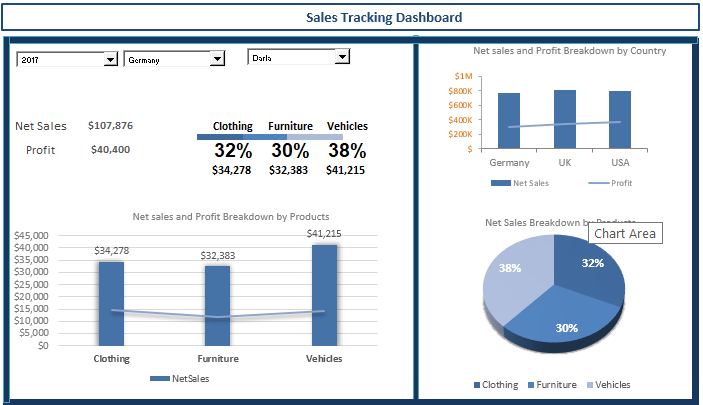 Sales Tracking Dashboard
2017
Germany
Darla
Net Sales $107,876
Profit $40,400
Clothing Furniture Vehicles
32% 30% 38%
$34,278 $32,383 $41,215
Net sales and Profit Breakdown by Products
$45,000
$40,000
$35,000
$30,000
$25,000
$20,000
$15,000
$10,000
$5,000
$0
$34,278
$32,383
$41,215
Clothing Furniture Vehicles
NetSales
Net sales and Profit Breakdown by Country
$1M
$800K
$600K
$400K
$200K
$
Germany UK USA
Net Sales Profit
Net Sales Breakdown by Products
Chart Area
38%
32%
30%
Clothing Furniture Vehicles